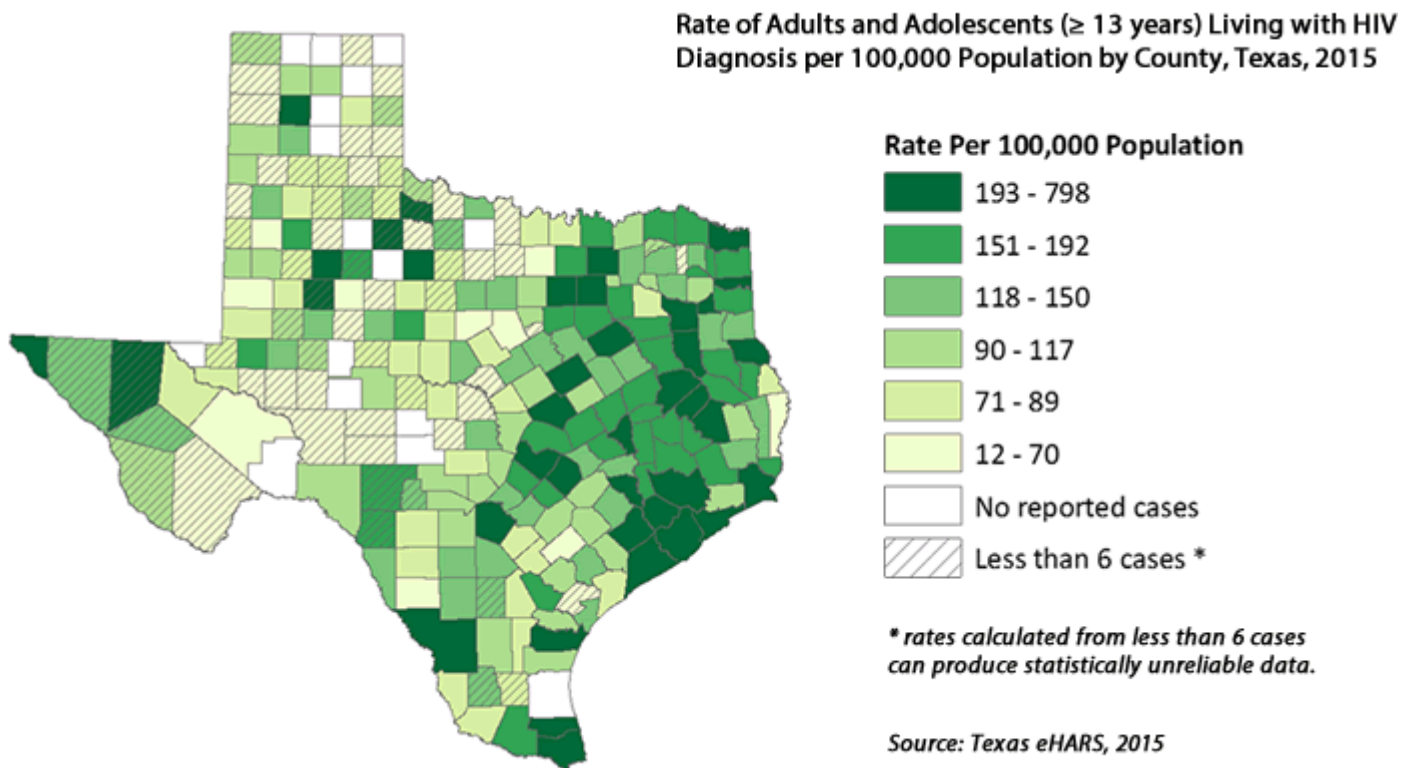 Rate of Adults and Adolescents (≥ 13 years) Living with HIV
Diagnosis per 100,000 Population by County, Texas, 2015
Rate Per 100,000 Population
193 - 798
151 - 192
118 - 150
90 - 117
71 - 89
12 - 70
No reported cases
Less than 6 cases *
* rates calculated from less than 6 cases
can produce statistically unreliable data.
Source: Texas eHARS, 2015